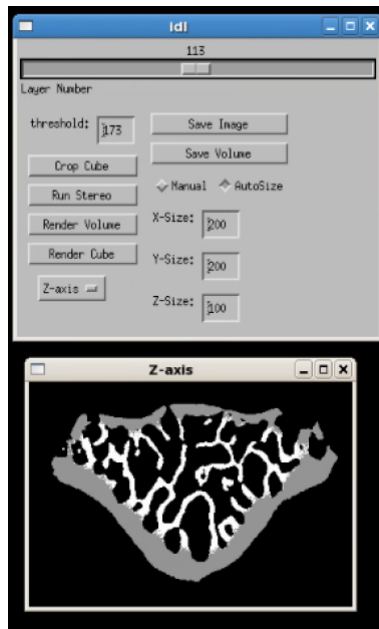 idl
113
Layer Number
threshold: 173
Save Image
Save Volume
Crop Cube
Run Stereo
Render Volume
Render Cube
Z-axis
Manual AutoSize
X-Size: 200
Y-Size: 200
Z-Size: 100
Z-axis